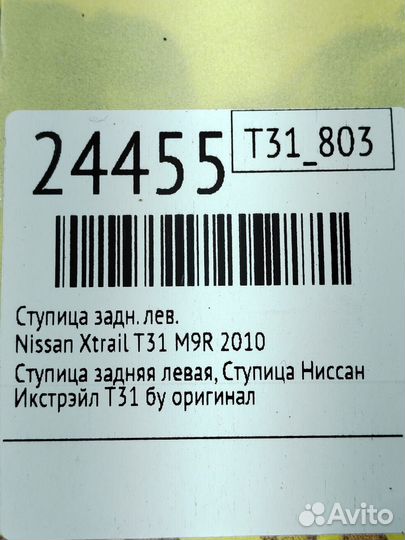 24455
T31_803
Ступица задн. лев.
Nissan Xtrail T31 M9R 2010
Ступица задняя левая, Ступица Ниссан
Икстрэйл Т31 бу оригинал
Avito